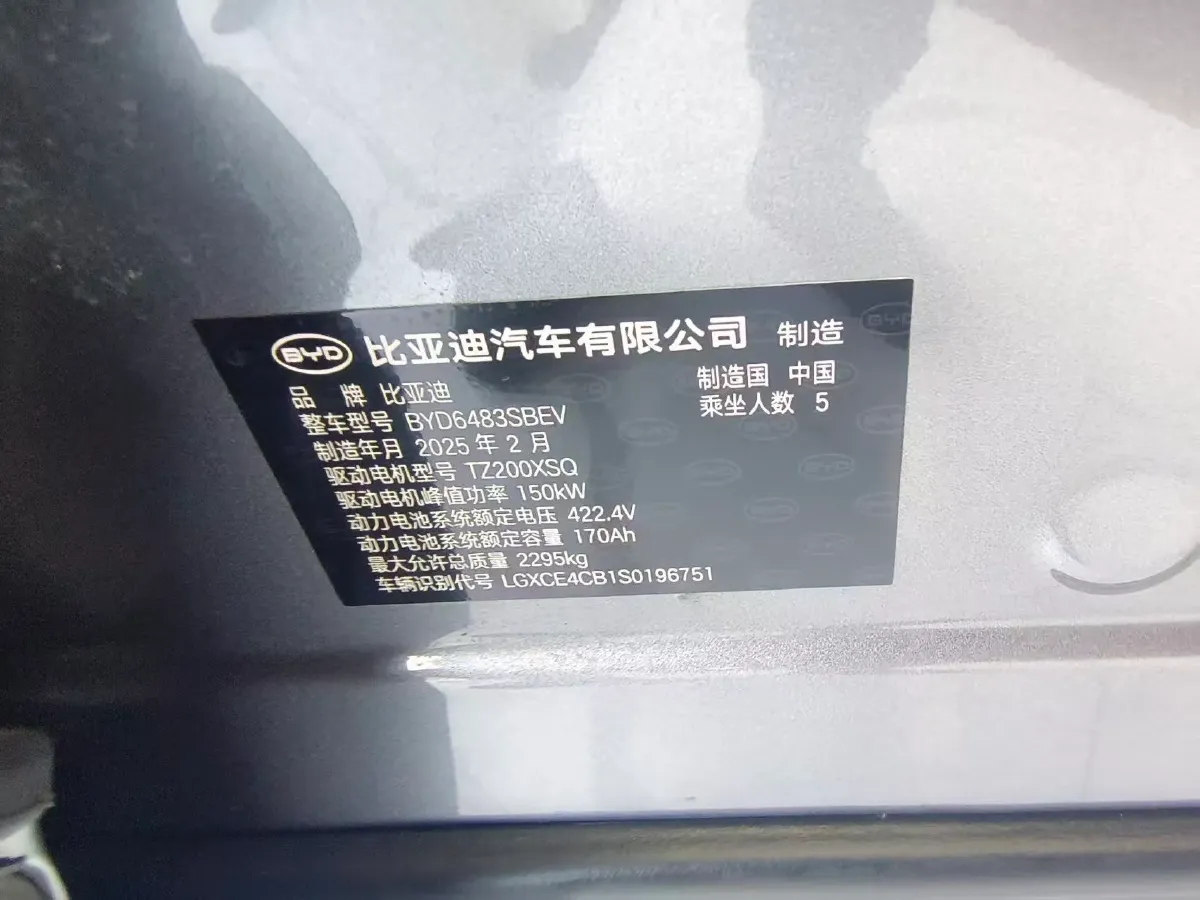 BYD 比亚迪汽车有限公司 制造
制造国 中国
乘坐人数 5
品 牌 比亚迪
整车型号 BYD6483SBEV
制造年月 2025 年 2 月
驱动电机型号 TZ200XSQ
驱动电机峰值功率 150kW
动力电池系统额定电压 422.4V
动力电池系统额定容量 170Ah
最大允许总质量 2295kg
车辆识别代号 LGXCE4CB1S0196751